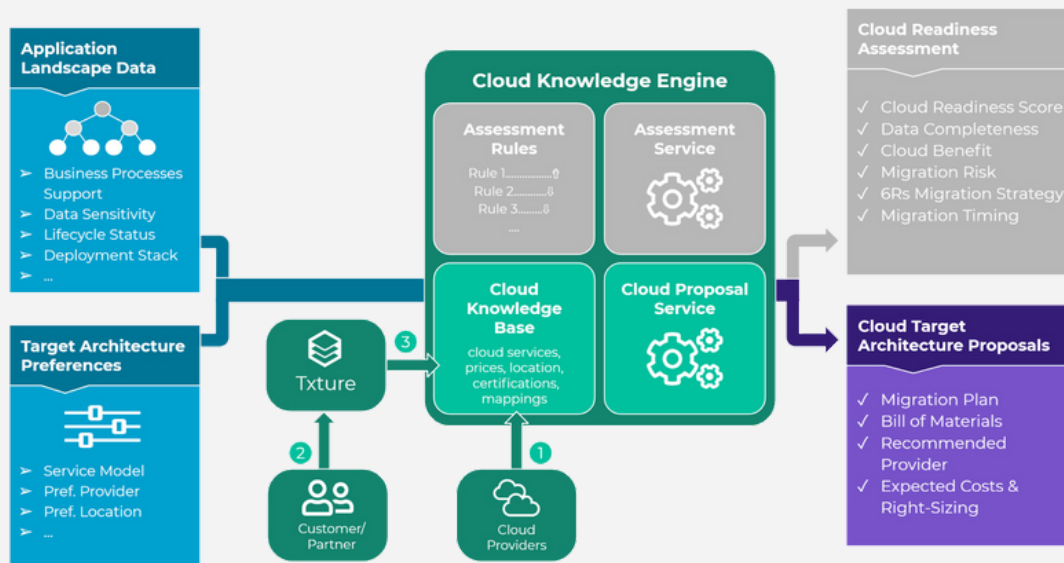 Application
Landscape Data
➢ Business Processes
Support
➢ Data Sensitivity
➢ Lifecycle Status
➢ Deployment Stack
➢ ...
Target Architecture
Preferences
➢ Service Model
➢ Pref. Provider
➢ Pref. Location
➢ ...
Cloud Knowledge Engine
Assessment
Rules
Rule 1
Rule 2
Rule 3
....
Assessment
Service
Cloud
Knowledge
Base
cloud services,
prices, location,
certifications,
mappings
Cloud Proposal
Service
Txture
3
2
1
Customer/
Partner
Cloud
Providers
Cloud Readiness
Assessment
✓ Cloud Readiness Score
✓ Data Completeness
✓ Cloud Benefit
✓ Migration Risk
✓ 6Rs Migration Strategy
✓ Migration Timing
Cloud Target
Architecture Proposals
✓ Migration Plan
✓ Bill of Materials
✓ Recommended
Provider
✓ Expected Costs &
Right-Sizing